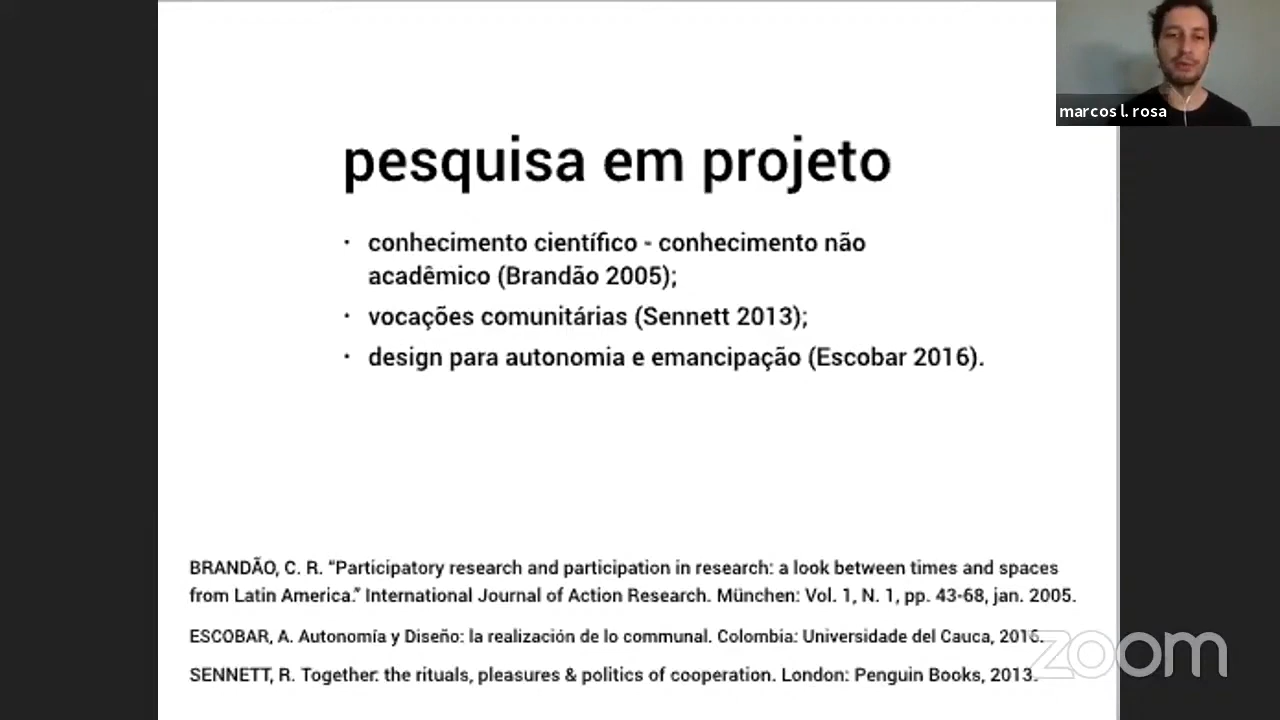 marcos l. rosa
pesquisa em projeto
· conhecimento científico - conhecimento não
acadêmico (Brandão 2005);
· vocações comunitárias (Sennett 2013);
· design para autonomia e emancipação (Escobar 2016).
BRANDÃO, C. R. “Participatory research and participation in research: a look between times and spaces
from Latin America.” International Journal of Action Research. München: Vol. 1, N. 1, pp. 43-68, jan. 2005.
ESCOBAR, A. Autonomía y Diseño: la realización de lo communal. Colombia: Universidade del Cauca, 2016.
SENNETT, R. Together: the rituals, pleasures & politics of cooperation. London: Penguin Books, 2013.
zoom